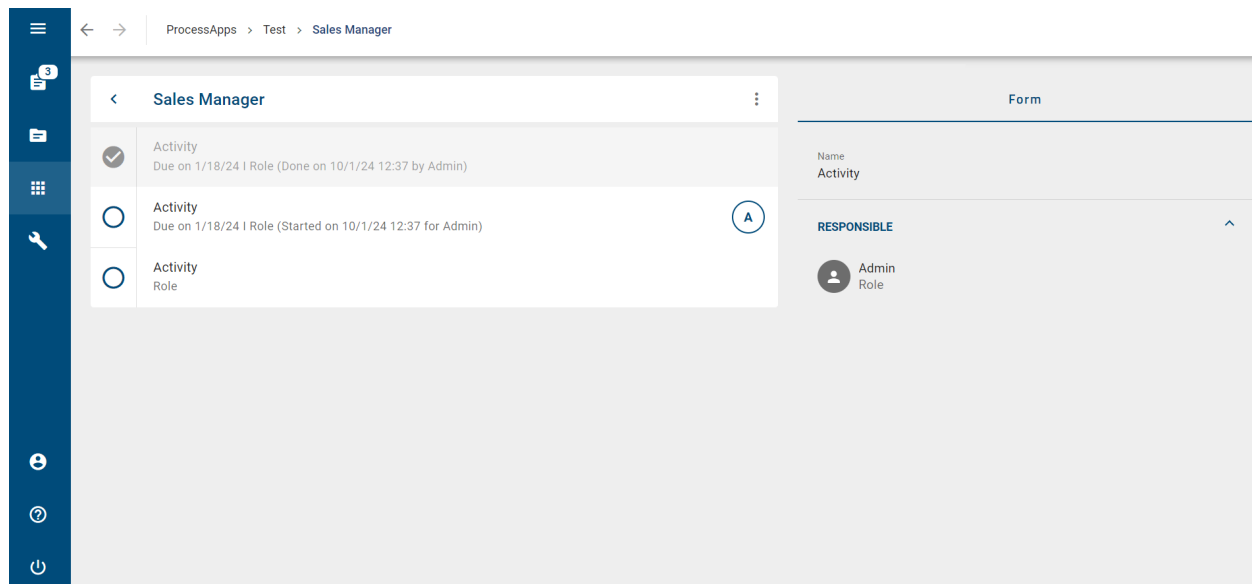 ProcessApps > Test > Sales Manager
3
Sales Manager
Form
Activity
Due on 1/18/24 I Role (Done on 10/1/24 12:37 by Admin)
Name
Activity
Activity
Due on 1/18/24 I Role (Started on 10/1/24 12:37 for Admin)
A
RESPONSIBLE
Activity
Role
Admin
Role